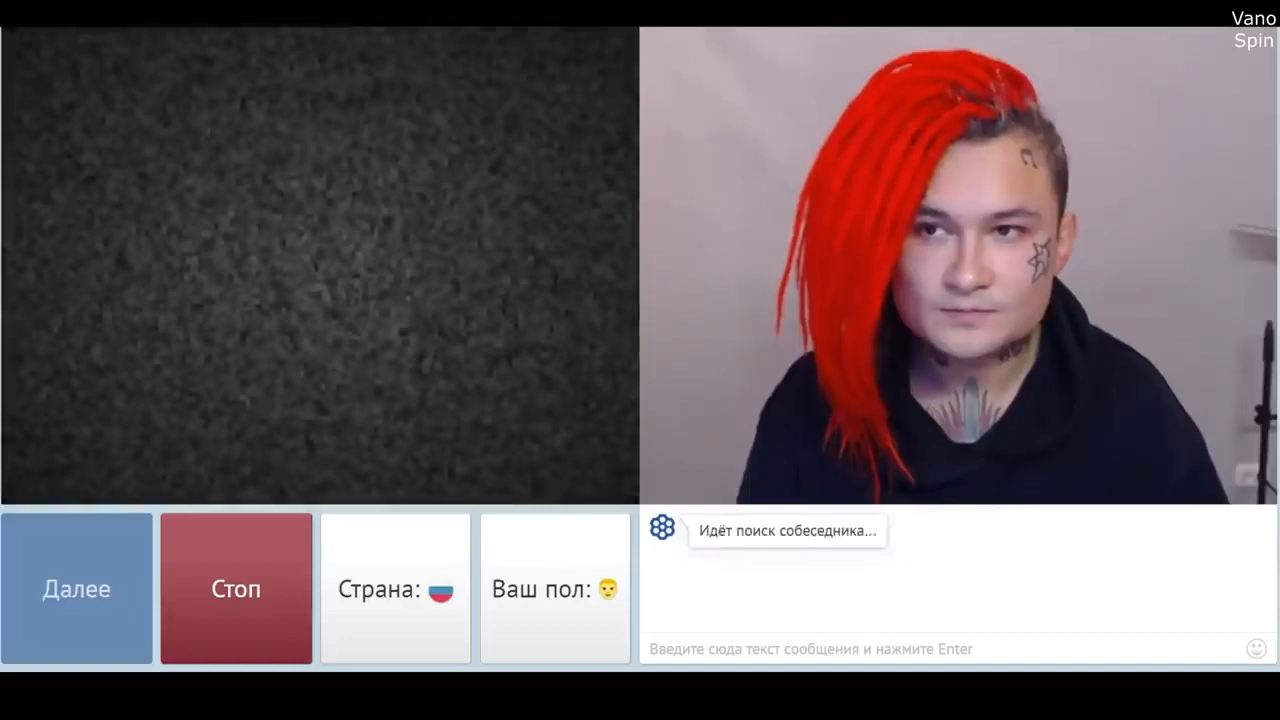 Vano
Spin
Идёт поиск собеседника...
Далее
Стоп
Страна:
Ваш пол:
Введите сюда текст сообщения и нажмите Enter